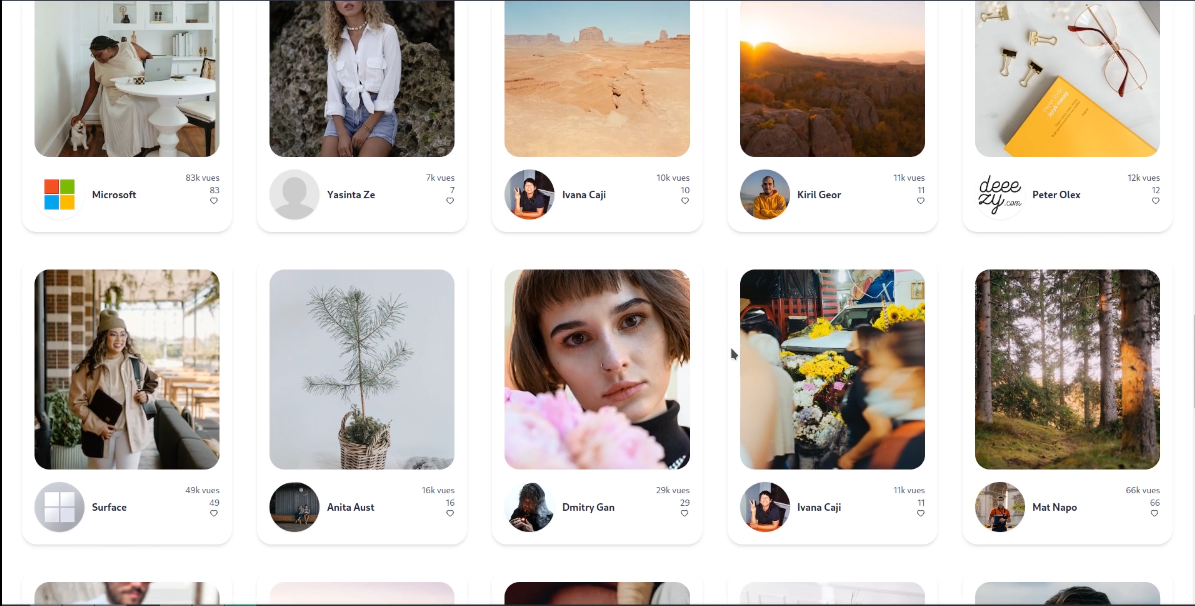 83k vues
Microsoft
83
7k vues
Yasinta Ze
7
10k vues
Ivana Caji
10
11k vues
Kiril Geor
11
deee
zy.com
12k vues
Peter Olex
12
49k vues
Surface
49
16k vues
Anita Aust
16
29k vues
Dmitry Gan
29
11k vues
Ivana Caji
11
66k vues
Mat Napo
66